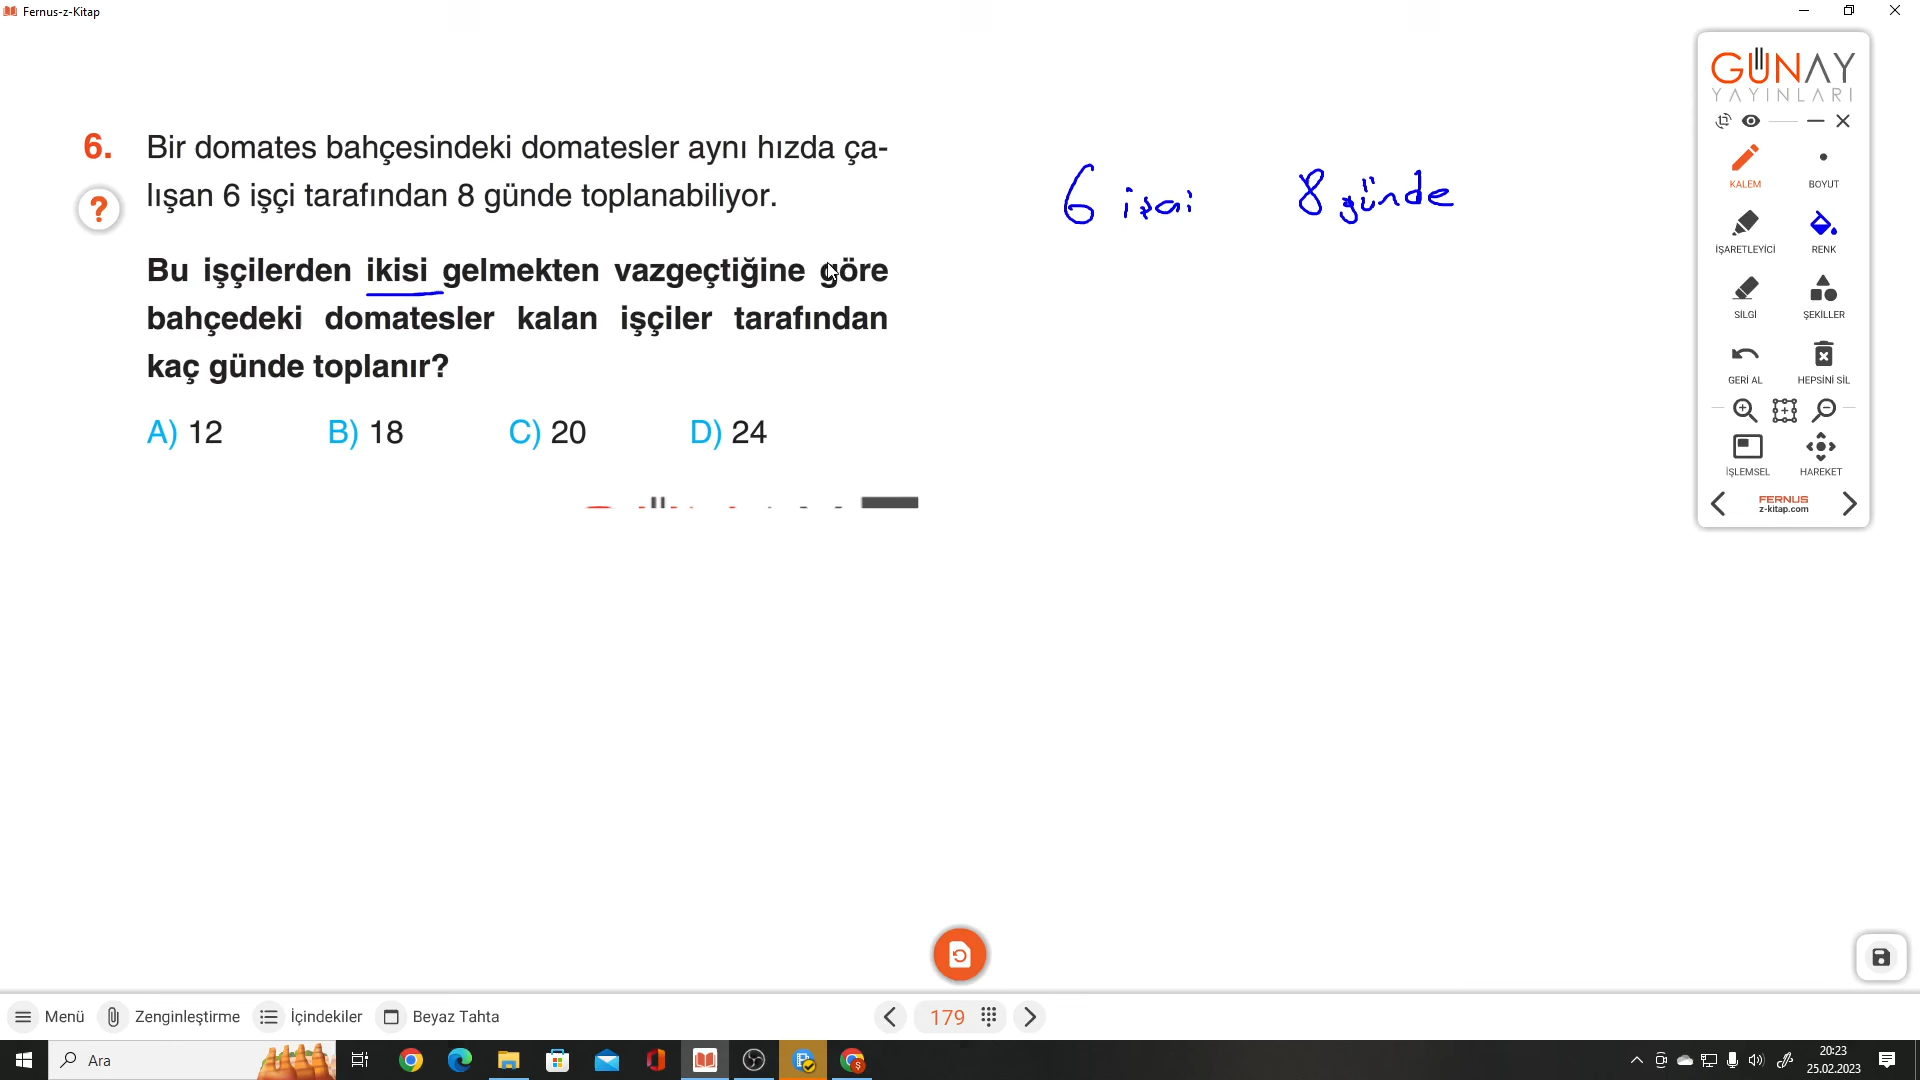 Fernus-z-Kitap
GÜNAY
YAYINLARI
6. Bir domates bahçesindeki domatesler aynı hızda ça-
lışan 6 işçi tarafından 8 günde toplanabiliyor.
?
Bu işçilerden ikisi gelmekten vazgeçtiğine göre
bahçedeki domatesler kalan işçiler tarafından
kaç günde toplanır?
A) 12 B) 18 C) 20 D) 24
6 işçi 8 günde
KALEM BOYUT
İŞARETLEYİCİ RENK
SİLGİ ŞEKİLLER
GERİ AL HEPSİNİ SİL
İŞLEMSEL HAREKET
FERNUS
z-kitap.com
Menü Zenginleştirme İçindekiler Beyaz Tahta 179
Ara
20:23
25.02.2023